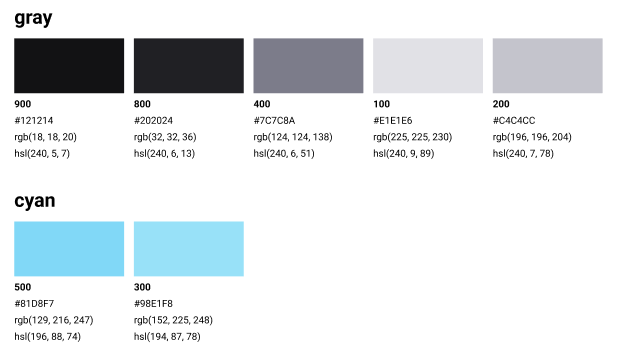 gray
900 800 400 100 200
#121214 #202024 #7C7C8A #E1E1E6 #C4C4CC
rgb(18, 18, 20) rgb(32, 32, 36) rgb(124, 124, 138) rgb(225, 225, 230) rgb(196, 196, 204)
hsl(240, 5, 7) hsl(240, 6, 13) hsl(240, 6, 51) hsl(240, 9, 89) hsl(240, 7, 78)
cyan
500 300
#81D8F7 #98E1F8
rgb(129, 216, 247) rgb(152, 225, 248)
hsl(196, 88, 74) hsl(194, 87, 78)